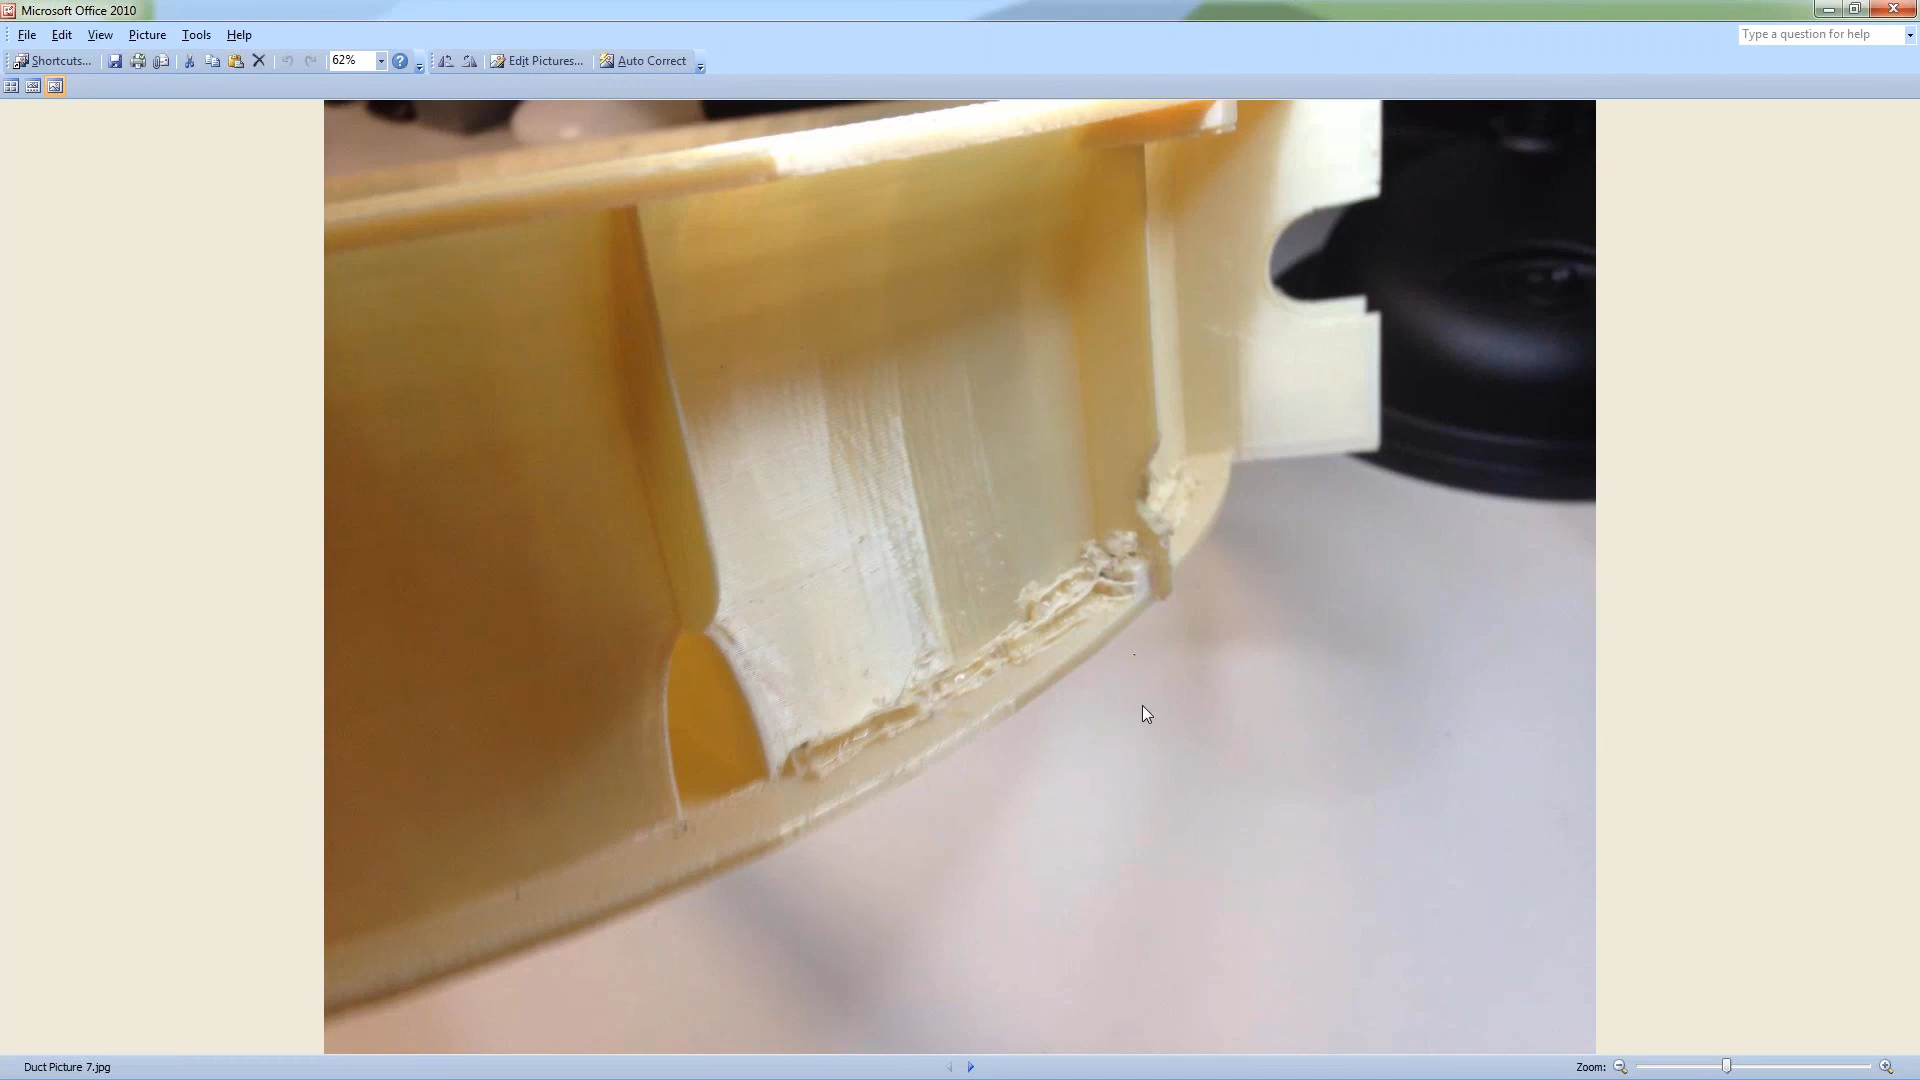 Microsoft Office 2010
File Edit View Picture Tools Help
Type a question for help
Shortcuts... 62% Edit Pictures... Auto Correct
Duct Picture 7.jpg
Zoom: